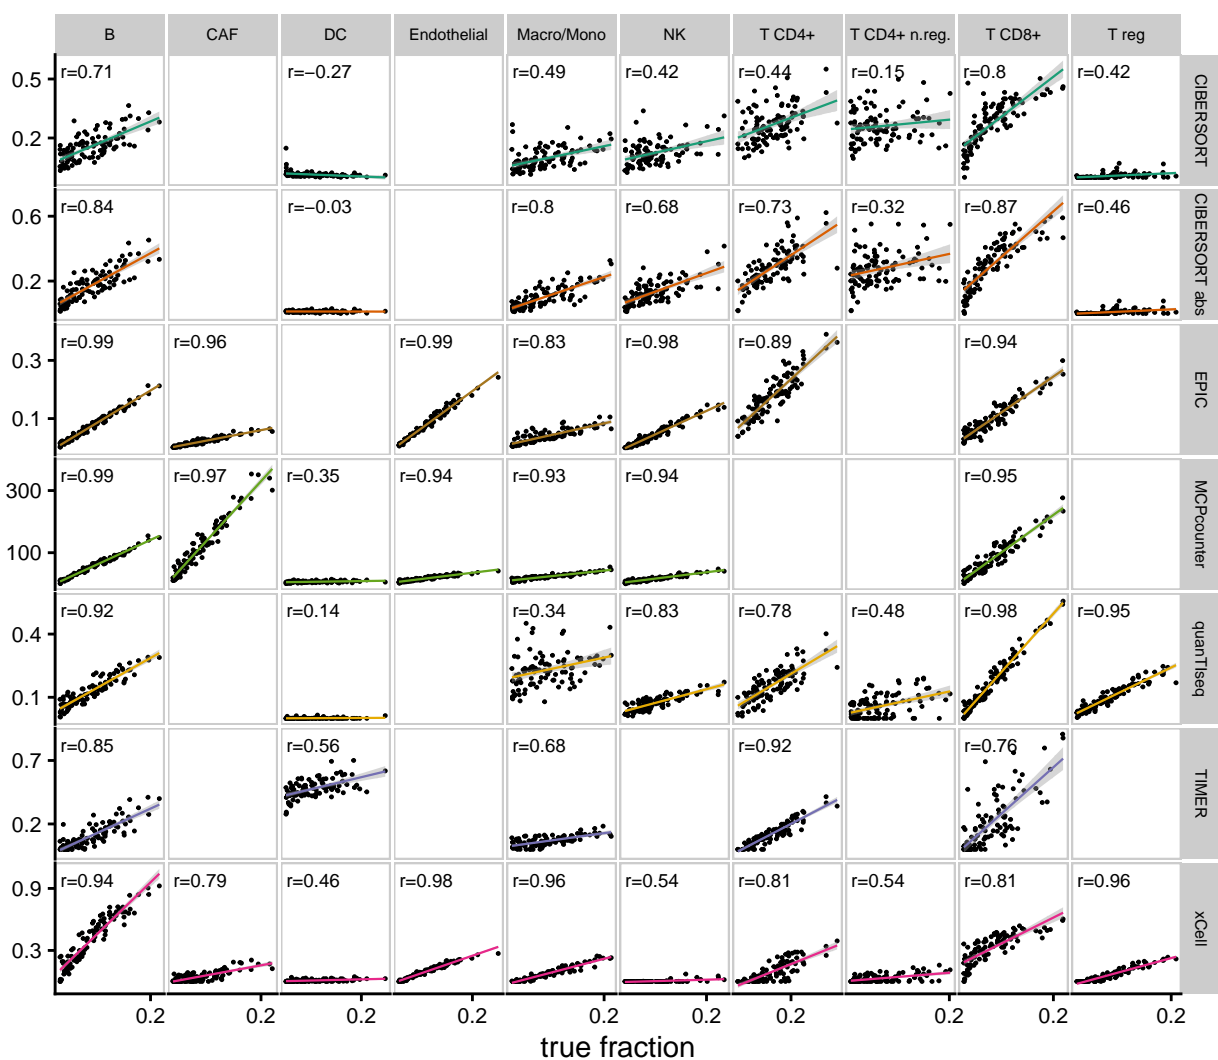 B CAF DC Endothelial Macro/Mono NK T CD4+ T CD4+ n.reg. T CD8+ T reg
r=0.71 r=−0.27 r=0.49 r=0.42 r=0.44 r=0.15 r=0.8 r=0.42
0.5
0.2
CIBERSORT
r=0.84 r=−0.03 r=0.8 r=0.68 r=0.73 r=0.32 r=0.87 r=0.46
0.6
0.2
CIBERSORT abs
r=0.99 r=0.96 r=0.99 r=0.83 r=0.98 r=0.89 r=0.94
0.3
0.1
EPIC
r=0.99 r=0.97 r=0.35 r=0.94 r=0.93 r=0.94 r=0.95
300
100
MCPcounter
r=0.92 r=0.14 r=0.34 r=0.83 r=0.78 r=0.48 r=0.98 r=0.95
0.4
0.1
quanTIseq
r=0.85 r=0.56 r=0.68 r=0.92 r=0.76
0.7
0.2
TIMER
r=0.94 r=0.79 r=0.46 r=0.98 r=0.96 r=0.54 r=0.81 r=0.54 r=0.81 r=0.96
0.9
0.3
xCell
0.2 0.2 0.2 0.2 0.2 0.2 0.2 0.2 0.2 0.2
true fraction